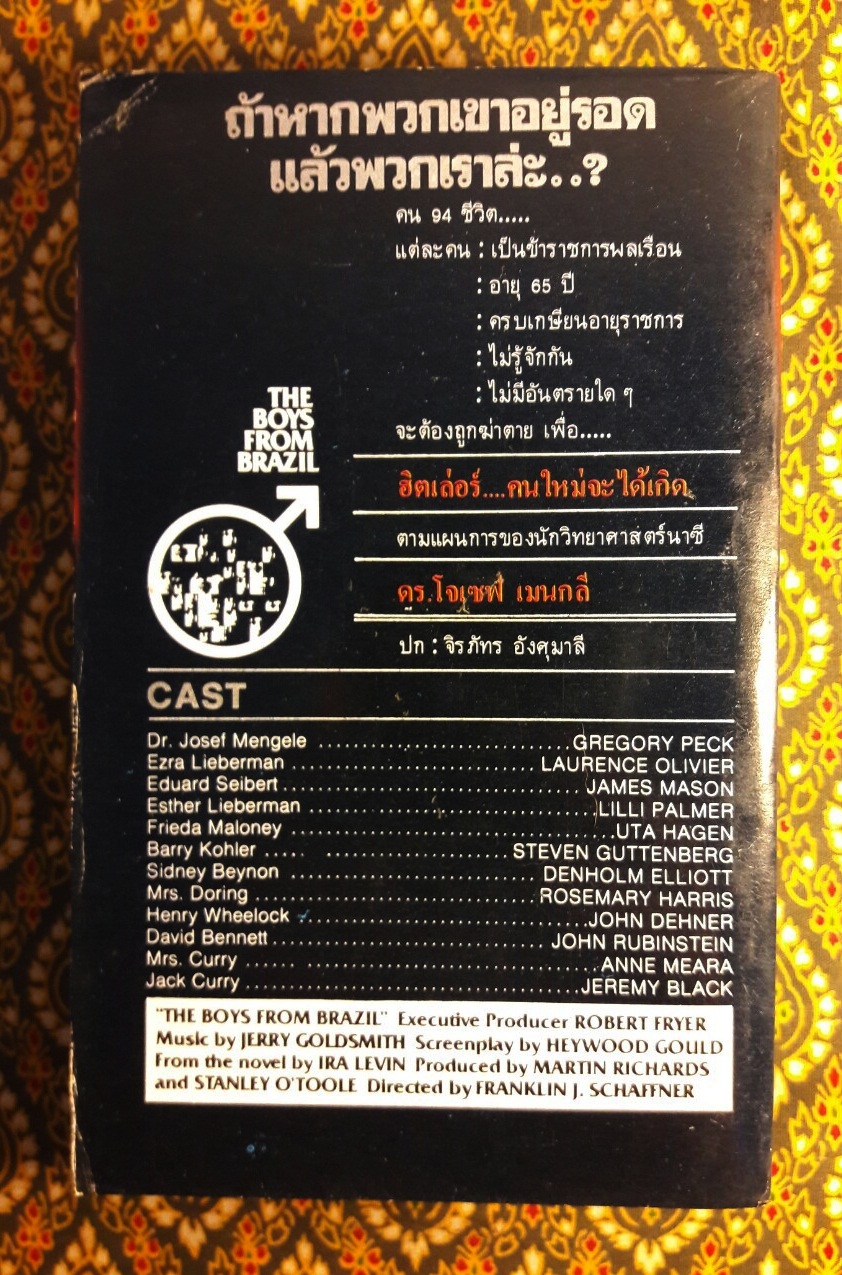 ถ้าหากพวกเขาอยู่รอด
แล้วพวกเราล่ะ..?
คน 94 ชีวิต.....
แต่ละคน : เป็นข้าราชการพลเรือน
: อายุ 65 ปี
: ครบเกษียนอายุราชการ
: ไม่รู้จักกัน
: ไม่มีอันตรายใด ๆ
จะต้องถูกฆ่าตาย เพื่อ.....
THE
BOYS
FROM
BRAZIL
ฮิตเล่อร์....คนใหม่จะได้เกิด
ตามแผนการของนักวิทยาศาสตร์นาซี
ดร.โจเซฟ เมนกลี
ปก : จิรภัทร อังศุมาลี
CAST
Dr. Josef Mengele ............................GREGORY PECK
Ezra Lieberman ............................ LAURENCE OLIVIER
Eduard Seibert..................................JAMES MASON
Esther Lieberman ................................LILLI PALMER
Frieda Maloney .....................................UTA HAGEN
Barry Kohler ..... .....................STEVEN GUTTENBERG
Sidney Beynon ............................. DENHOLM ELLIOTT
Mrs. Doring .................................ROSEMARY HARRIS
Henry Wheelock .................................JOHN DEHNER
David Bennett............................... JOHN RUBINSTEIN
Mrs. Curry ...... ..................................ANNE MEARA
Jack Curry......................................JEREMY BLACK
"THE BOYS FROM BRAZIL" Executive Producer ROBERT FRYER
Music by JERRY GOLDSMITH Screenplay by HEYWOOD GOULD
From the novel by IRA LEVIN Produced by MARTIN RICHARDS
and STANLEY O'TOOLE Directed by FRANKLIN J. SCHAFFNER